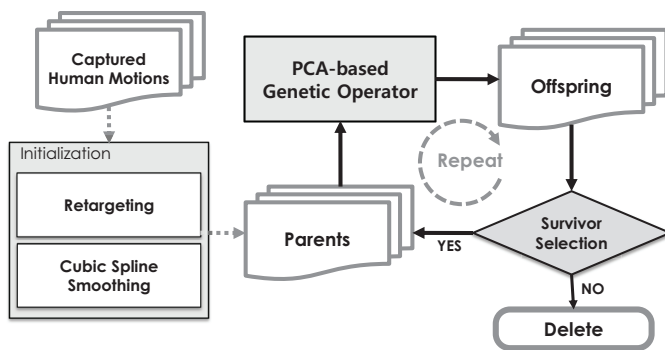 Captured
Human Motions
Initialization
Retargeting
Cubic Spline
Smoothing
PCA-based
Genetic Operator
Offspring
Repeat
Parents
YES
Survivor
Selection
NO
Delete